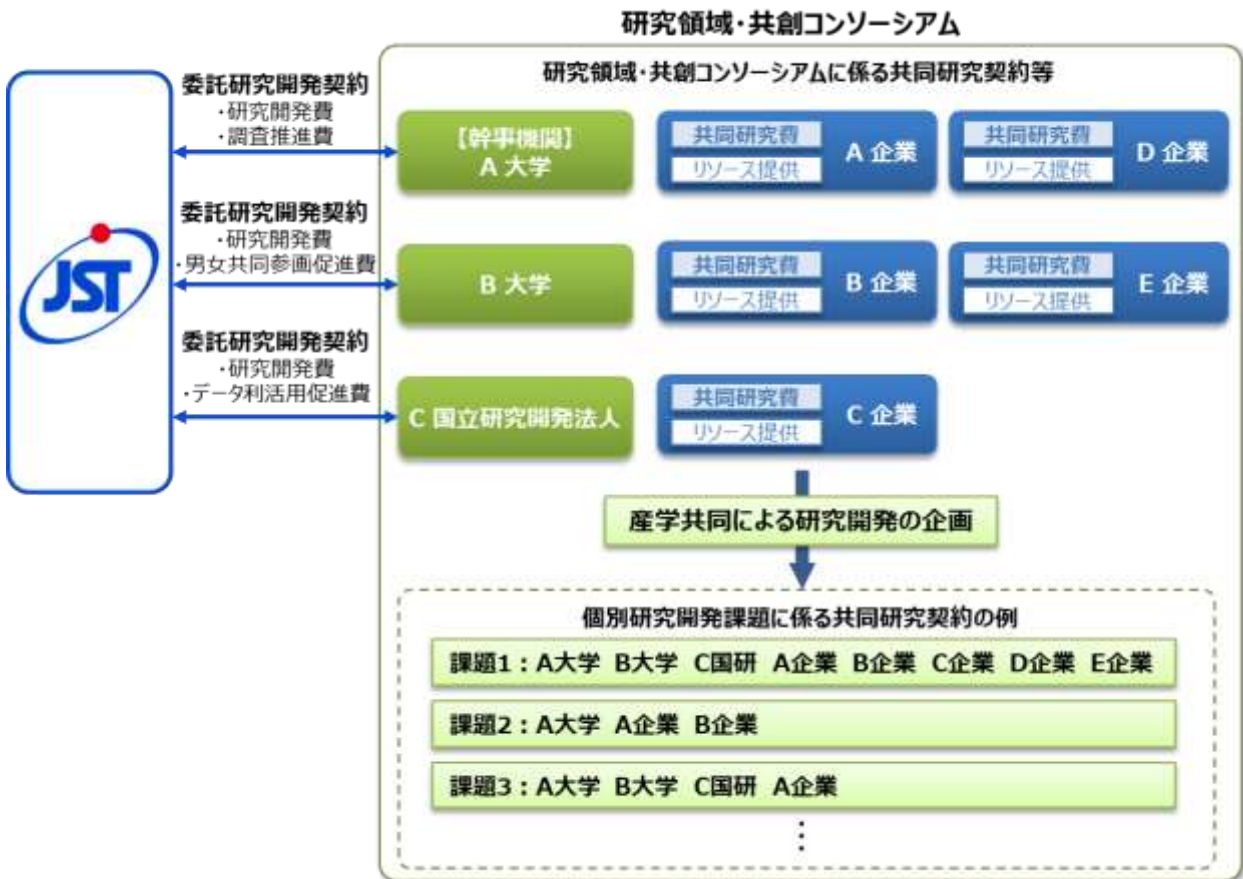 研究領域・共創コンソーシアム
研究領域・共創コンソーシアムに係る共同研究契約等
委託研究開発契約
・研究開発費
・調査推進費
【幹事機関】
A 大学
共同研究費
リソース提供
A 企業
共同研究費
リソース提供
D 企業
JST
委託研究開発契約
・研究開発費
・男女共同参画促進費
B 大学
共同研究費
リソース提供
B 企業
共同研究費
リソース提供
E 企業
委託研究開発契約
・研究開発費
・データ利活用促進費
C 国立研究開発法人
共同研究費
リソース提供
C 企業
産学共同による研究開発の企画
個別研究開発課題に係る共同研究契約の例
課題1：A大学 B大学 C国研 A企業 B企業 C企業 D企業 E企業
課題2：A大学 A企業 B企業
課題3：A大学 B大学 C国研 A企業
⋮